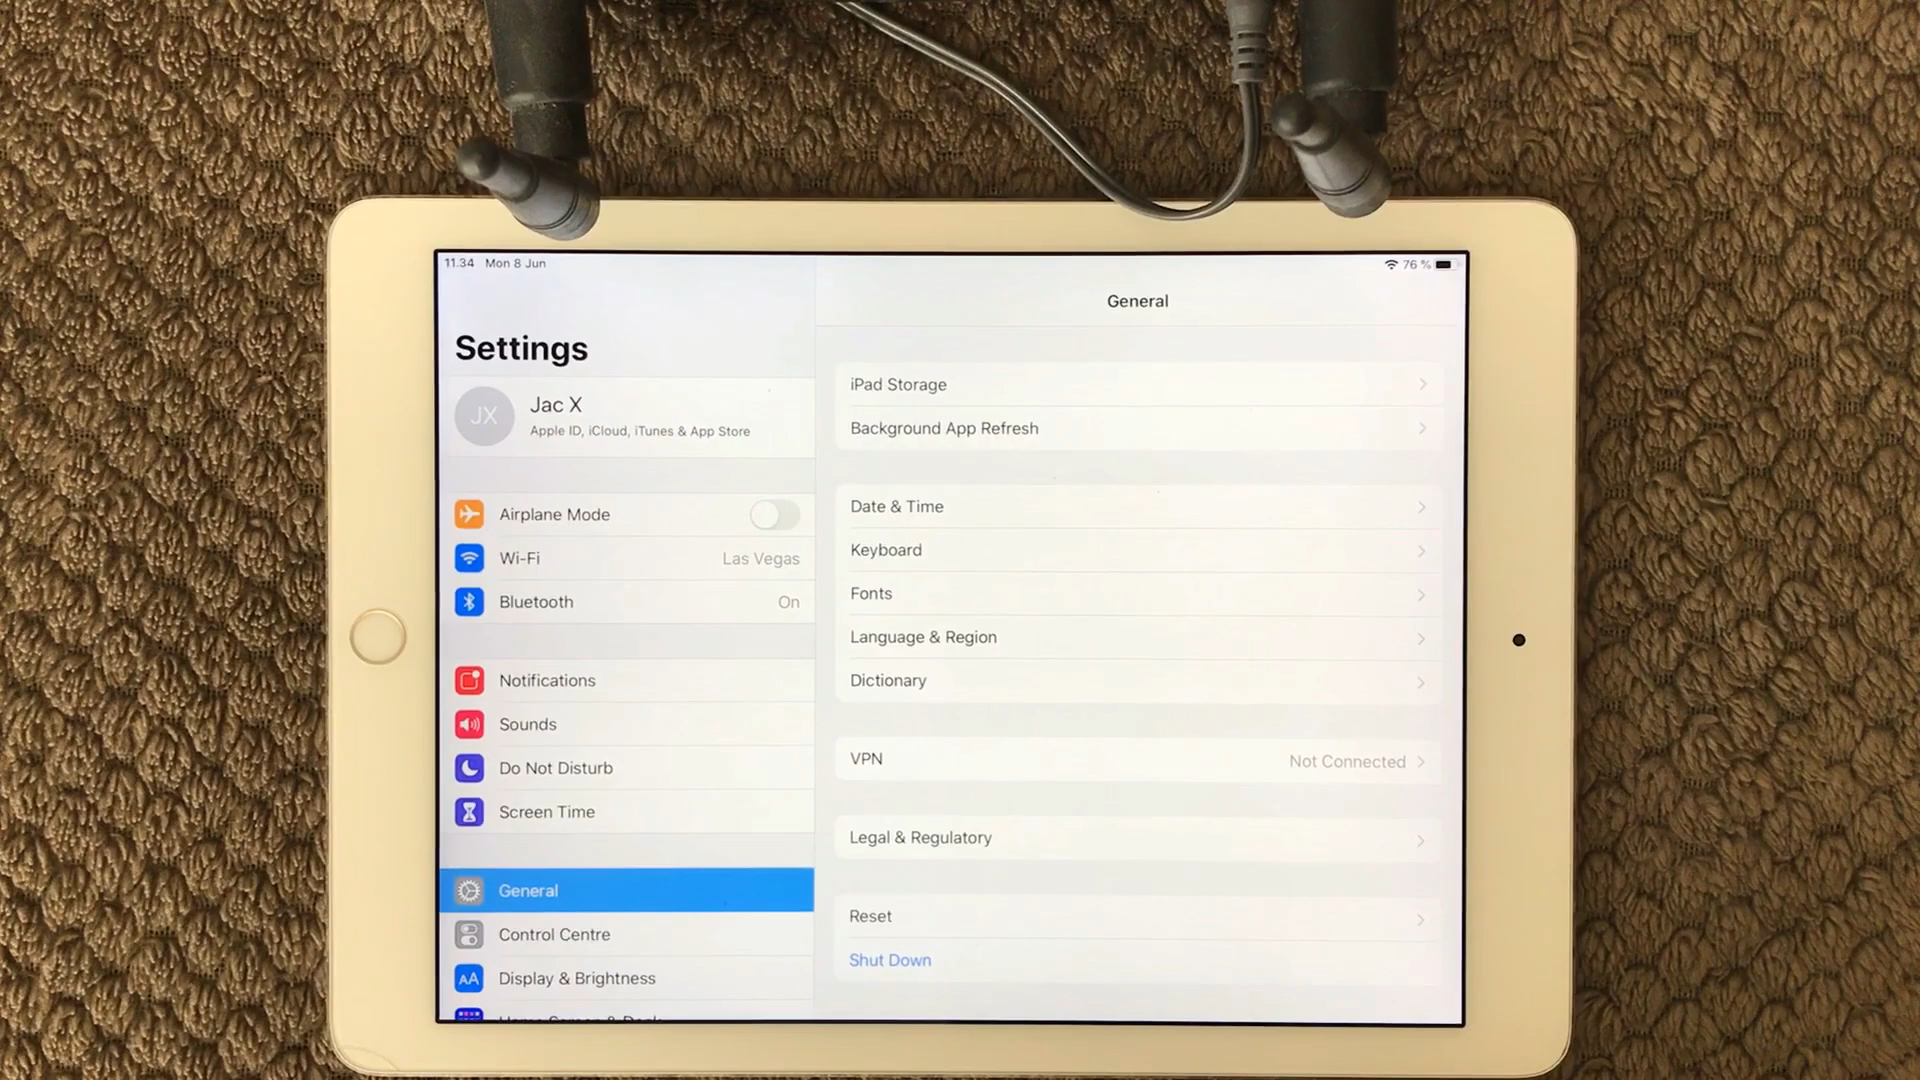 11.34 Mon 8 Jun
76 %
Settings
JX
Jac X
Apple ID, iCloud, iTunes & App Store
Airplane Mode
Wi-Fi Las Vegas
Bluetooth On
Notifications
Sounds
Do Not Disturb
Screen Time
General
Control Centre
AA Display & Brightness
General
iPad Storage
Background App Refresh
Date & Time
Keyboard
Fonts
Language & Region
Dictionary
VPN Not Connected
Legal & Regulatory
Reset
Shut Down